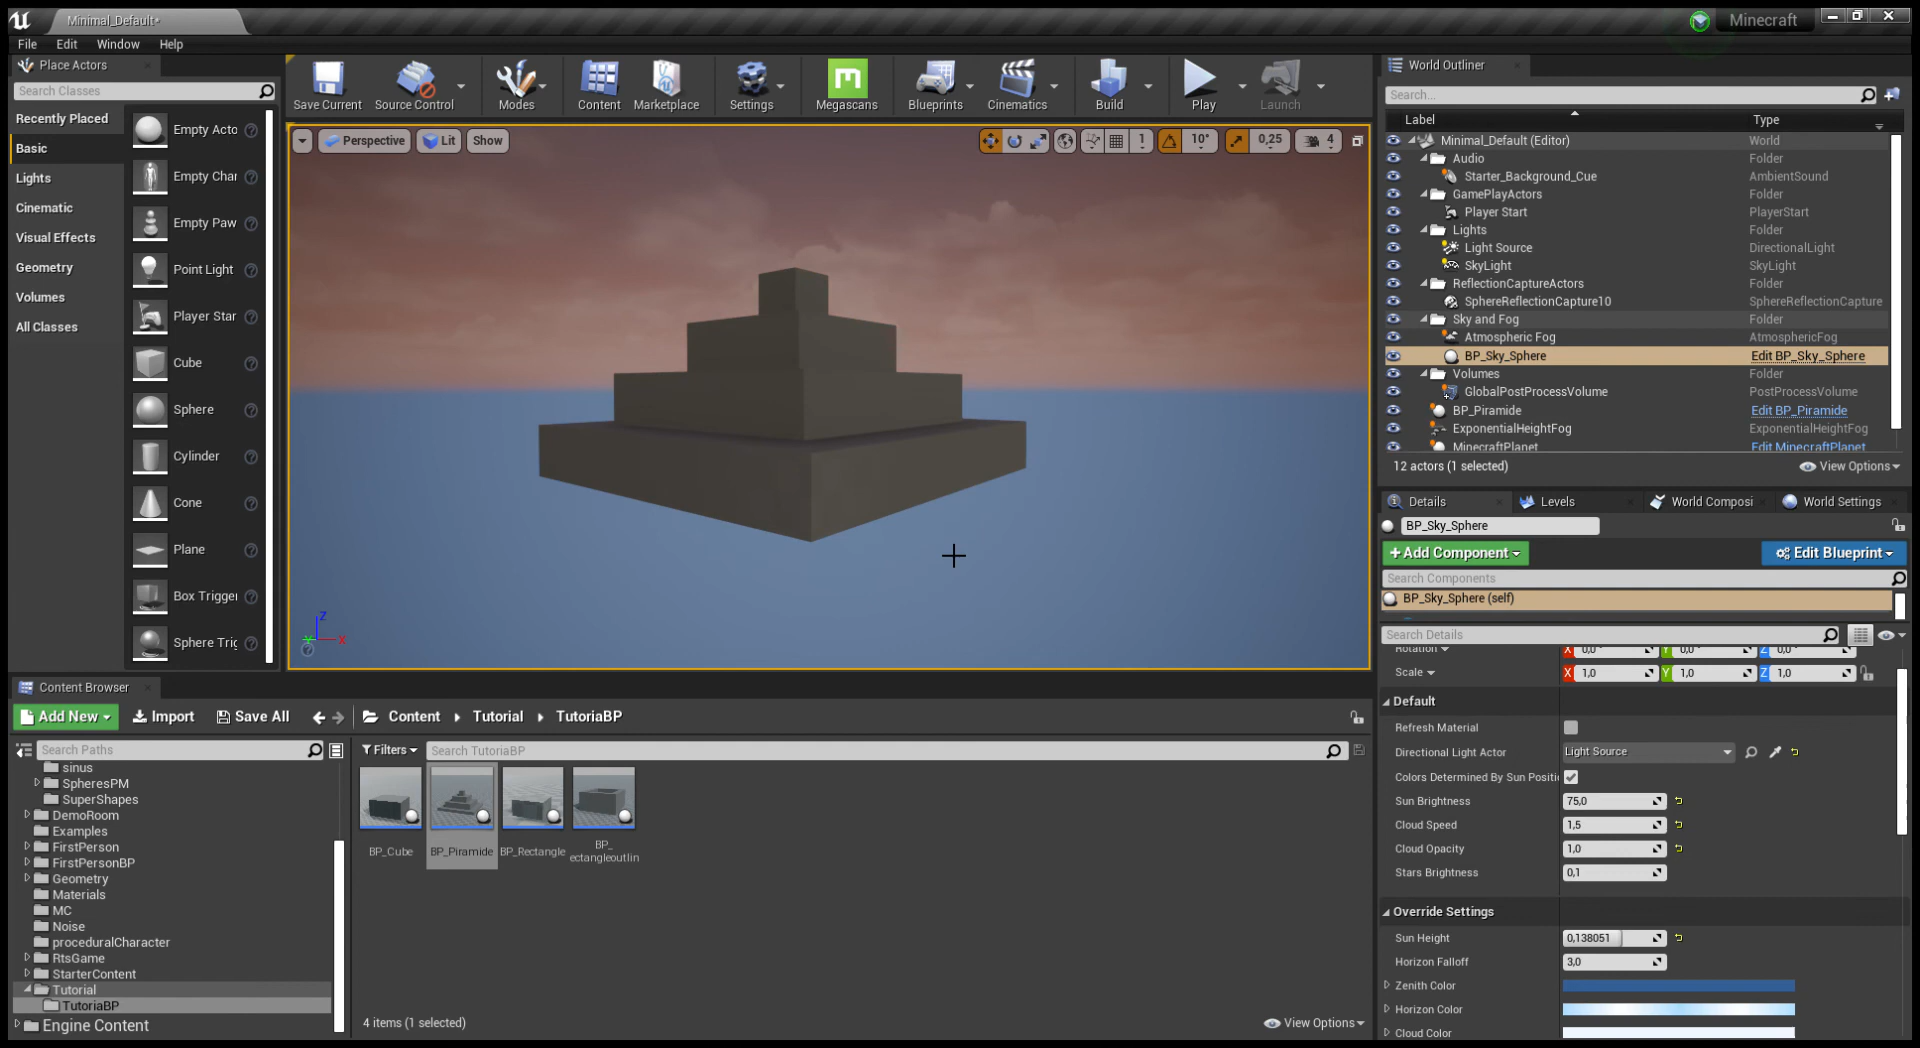 Minimal_Default•
Minecraft
File Edit Window Help
Place Actors
Search Classes
Recently Placed
Basic
Lights
Cinematic
Visual Effects
Geometry
Volumes
All Classes
Empty Acto
Empty Char
Empty Paw
Point Light
Player Star
Cube
Sphere
Cylinder
Cone
Plane
Box Trigger
Sphere Trig
Save Current
Source Control
Modes
Content
Marketplace
Settings
Megascans
Blueprints
Cinematics
Build
Play
Launch
Perspective
Lit
Show
1
10°
0,25
4
Z
Y
X
World Outliner
Search...
Label Type
Minimal_Default (Editor) World
Audio Folder
Starter_Background_Cue AmbientSound
GamePlayActors Folder
Player Start PlayerStart
Lights Folder
Light Source DirectionalLight
SkyLight SkyLight
ReflectionCaptureActors Folder
SphereReflectionCapture10 SphereReflectionCapture
Sky and Fog Folder
Atmospheric Fog AtmosphericFog
BP_Sky_Sphere Edit BP_Sky_Sphere
Volumes Folder
GlobalPostProcessVolume PostProcessVolume
BP_Piramide Edit BP_Piramide
ExponentialHeightFog ExponentialHeightFog
MinecraftPlanet Edit MinecraftPlanet
12 actors (1 selected)
View Options
Details
Levels
World Composi
World Settings
BP_Sky_Sphere
+Add Component
Edit Blueprint
Search Components
BP_Sky_Sphere (self)
Search Details
Rotation X 0,0° Y 0,0° Z 0,0°
Scale X 1,0 Y 1,0 Z 1,0
Default
Refresh Material
Directional Light Actor Light Source
Colors Determined By Sun Positi
Sun Brightness 75,0
Cloud Speed 1,5
Cloud Opacity 1,0
Stars Brightness 0,1
Override Settings
Sun Height 0,138051
Horizon Falloff 3,0
Zenith Color
Horizon Color
Cloud Color
Content Browser
Add New
Import
Save All
Content
Tutorial
TutoriaBP
Search Paths
Filters
Search TutoriaBP
sinus
SpheresPM
SuperShapes
DemoRoom
Examples
FirstPerson
FirstPersonBP
Geometry
Materials
MC
Noise
proceduralCharacter
RtsGame
StarterContent
Tutorial
TutoriaBP
Engine Content
BP_Cube
BP_Piramide
BP_Rectangle
BP_
ectangleoutlin
4 items (1 selected)
View Options